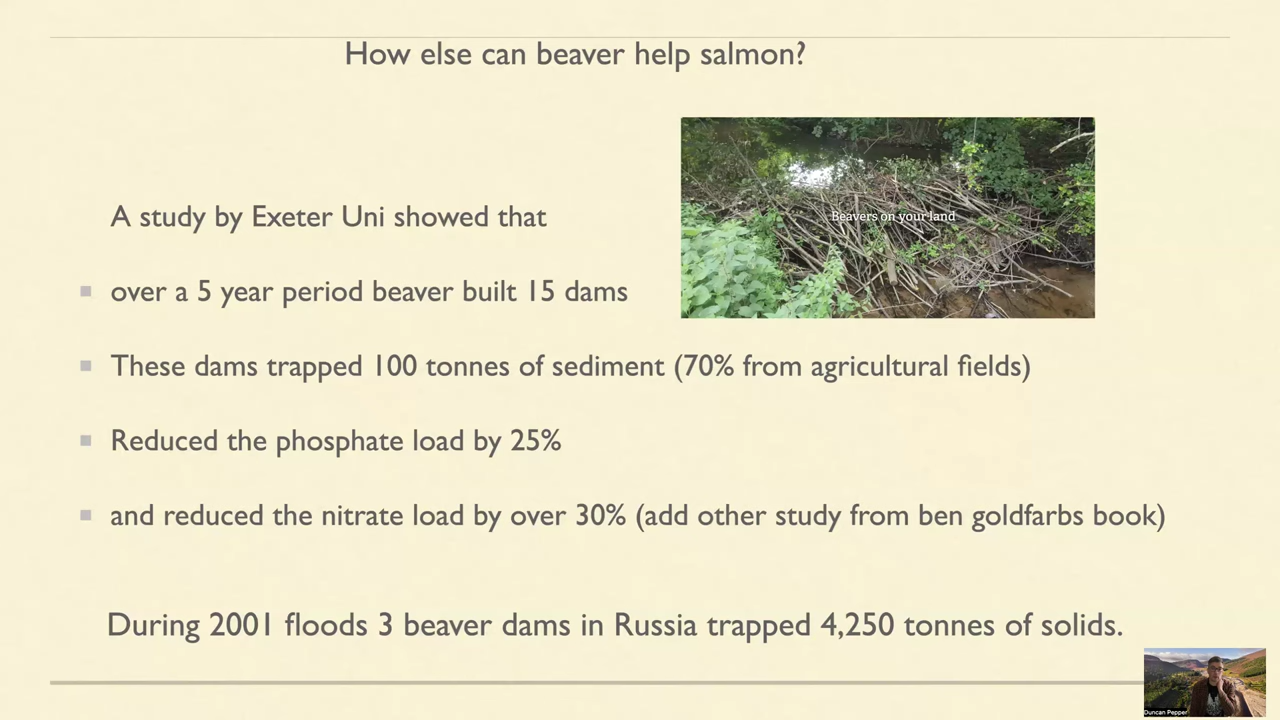 How else can beaver help salmon?
Beavers on your land
A study by Exeter Uni showed that
over a 5 year period beaver built 15 dams
These dams trapped 100 tonnes of sediment (70% from agricultural fields)
Reduced the phosphate load by 25%
and reduced the nitrate load by over 30% (add other study from ben goldfarbs book)
During 2001 floods 3 beaver dams in Russia trapped 4,250 tonnes of solids.
Duncan Pepper